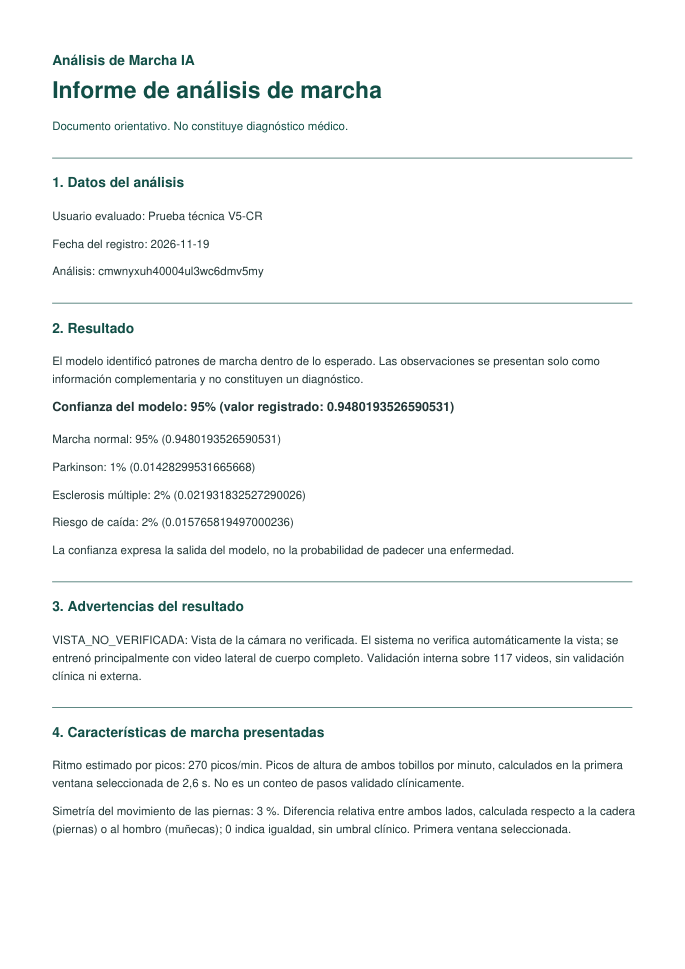 Análisis de Marcha IA
Informe de análisis de marcha
Documento orientativo. No constituye diagnóstico médico.
1. Datos del análisis
Usuario evaluado: Prueba técnica V5-CR
Fecha del registro: 2026-11-19
Análisis: cmwnyxuh40004ul3wc6dmv5my
2. Resultado
El modelo identificó patrones de marcha dentro de lo esperado. Las observaciones se presentan solo como
información complementaria y no constituyen un diagnóstico.
Confianza del modelo: 95% (valor registrado: 0.9480193526590531)
Marcha normal: 95% (0.9480193526590531)
Parkinson: 1% (0.01428299531665668)
Esclerosis múltiple: 2% (0.021931832527290026)
Riesgo de caída: 2% (0.015765819497000236)
La confianza expresa la salida del modelo, no la probabilidad de padecer una enfermedad.
3. Advertencias del resultado
VISTA_NO_VERIFICADA: Vista de la cámara no verificada. El sistema no verifica automáticamente la vista; se
entrenó principalmente con video lateral de cuerpo completo. Validación interna sobre 117 videos, sin validación
clínica ni externa.
4. Características de marcha presentadas
Ritmo estimado por picos: 270 picos/min. Picos de altura de ambos tobillos por minuto, calculados en la primera
ventana seleccionada de 2,6 s. No es un conteo de pasos validado clínicamente.
Simetría del movimiento de las piernas: 3 %. Diferencia relativa entre ambos lados, calculada respecto a la cadera
(piernas) o al hombro (muñecas); 0 indica igualdad, sin umbral clínico. Primera ventana seleccionada.